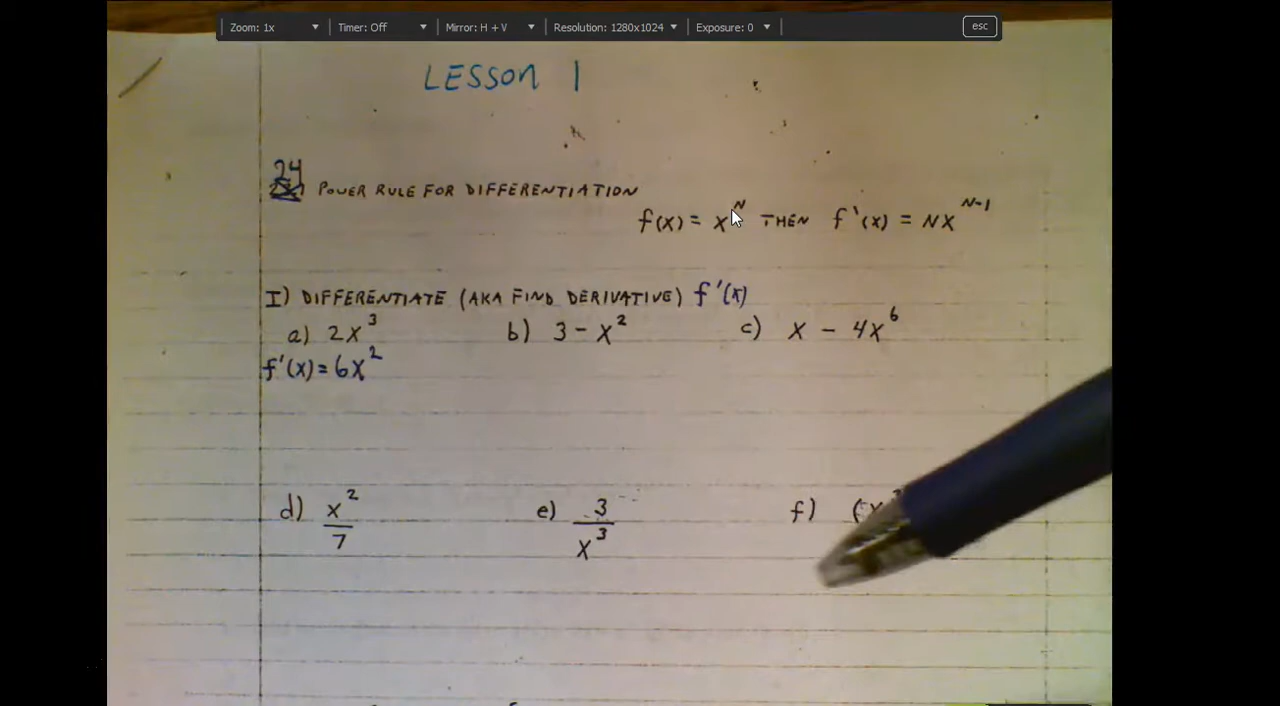 Zoom: 1x Timer: Off Mirror: H + V Resolution: 1280x1024 Exposure: 0 esc
LESSON 1
24
POWER RULE FOR DIFFERENTIATION
f(x) = x^N THEN f'(x) = Nx^N-1
I) DIFFERENTIATE (AKA FIND DERIVATIVE) f'(x)
a) 2x^3 b) 3 - x^2 c) x - 4x^6
f'(x) = 6x^2
d) x^2/7 e) 3/x^3 f) (x